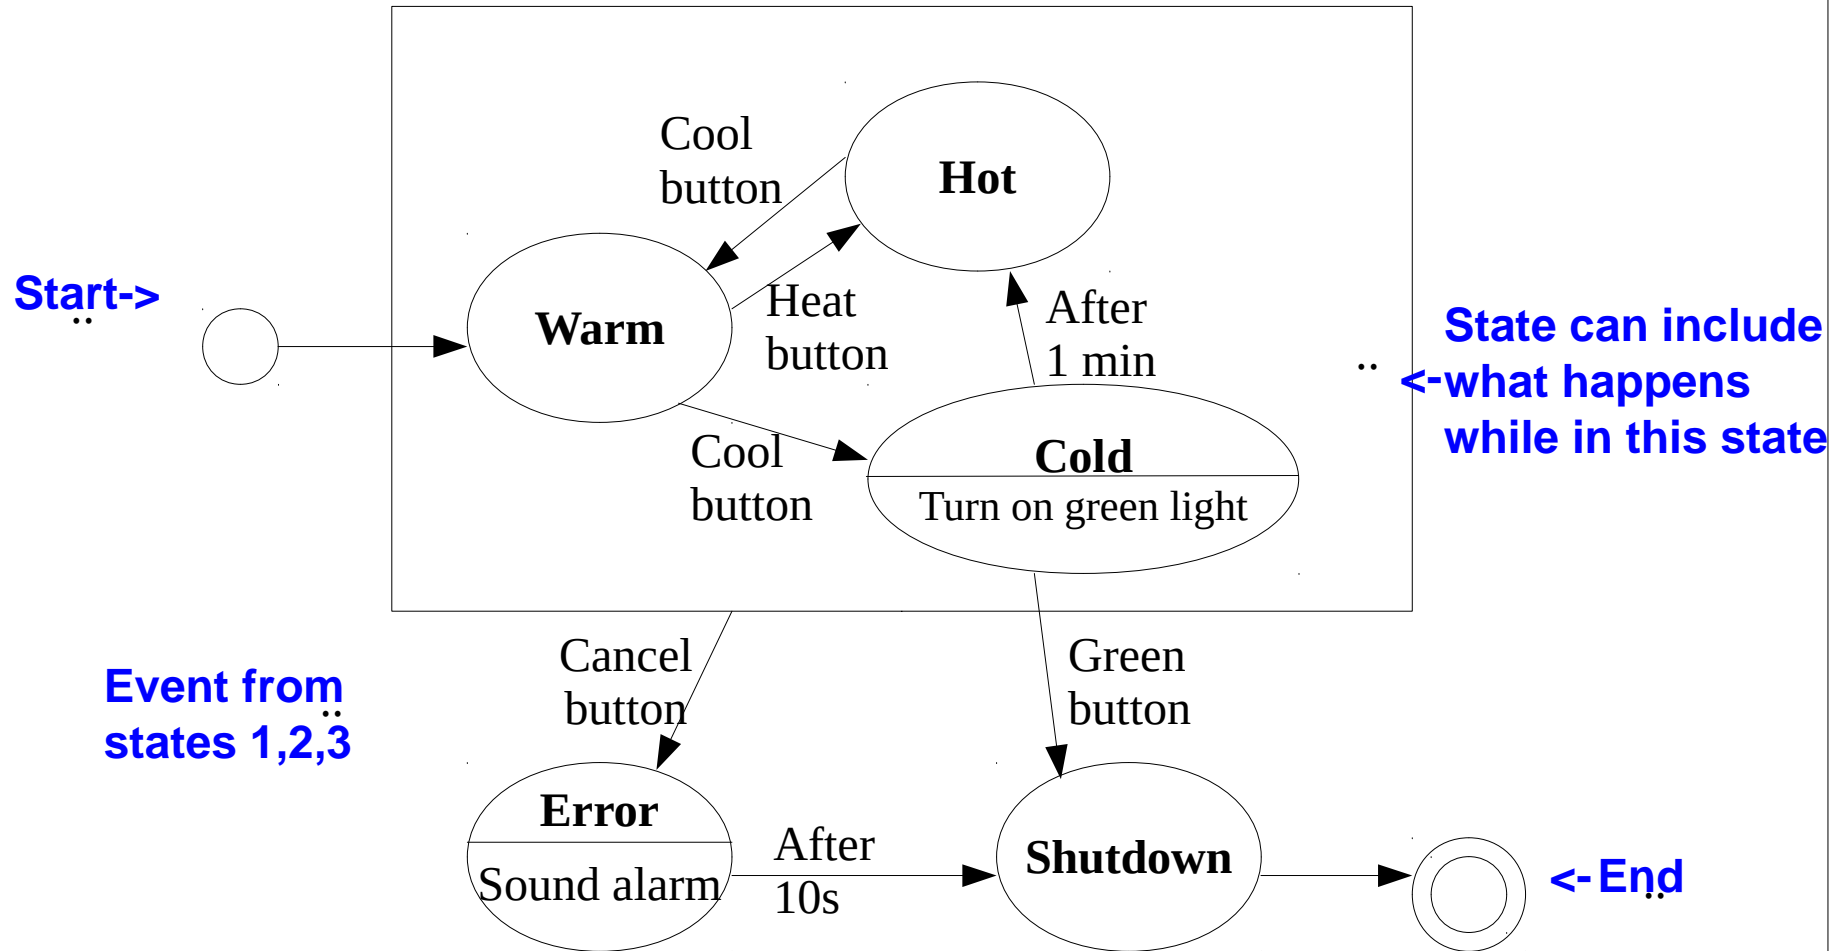 Cool
button
Hot
Start->
Warm
Heat
button
After
1 min
State can include
<-what happens
while in this state
Cool
button
Cold
Turn on green light
Cancel
button
Green
button
Event from
states 1,2,3
Error
Sound alarm
After
10s
Shutdown
<-End